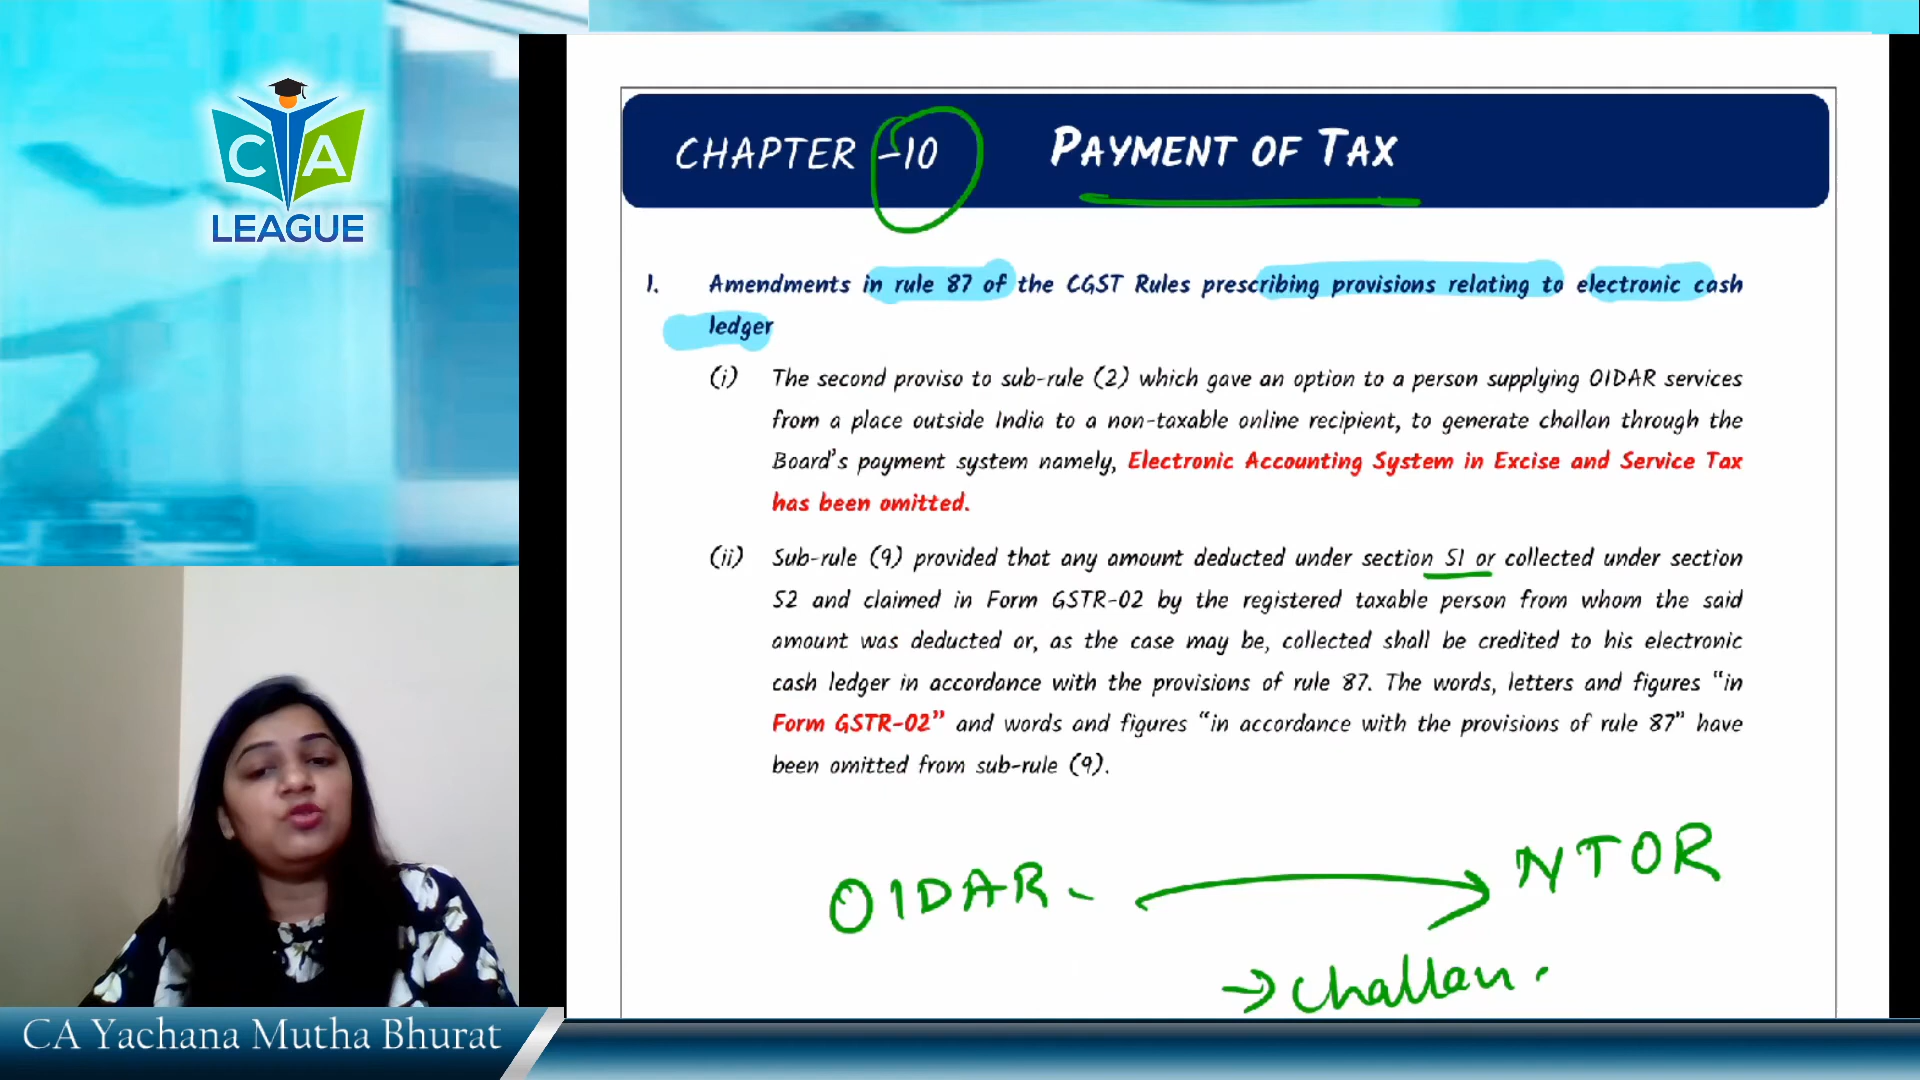 CA
LEAGUE
CHAPTER -10 PAYMENT OF TAX
1. Amendments in rule 87 of the CGST Rules prescribing provisions relating to electronic cash
ledger
(i) The second proviso to sub-rule (2) which gave an option to a person supplying OIDAR services
from a place outside India to a non-taxable online recipient, to generate challan through the
Board's payment system namely, Electronic Accounting System in Excise and Service Tax
has been omitted.
(ii) Sub-rule (9) provided that any amount deducted under section 51 or collected under section
52 and claimed in Form GSTR-02 by the registered taxable person from whom the said
amount was deducted or, as the case may be, collected shall be credited to his electronic
cash ledger in accordance with the provisions of rule 87. The words, letters and figures "in
Form GSTR-02" and words and figures "in accordance with the provisions of rule 87" have
been omitted from sub-rule (9).
OIDAR - → NTOR
→ challan
CA Yachana Mutha Bhurat